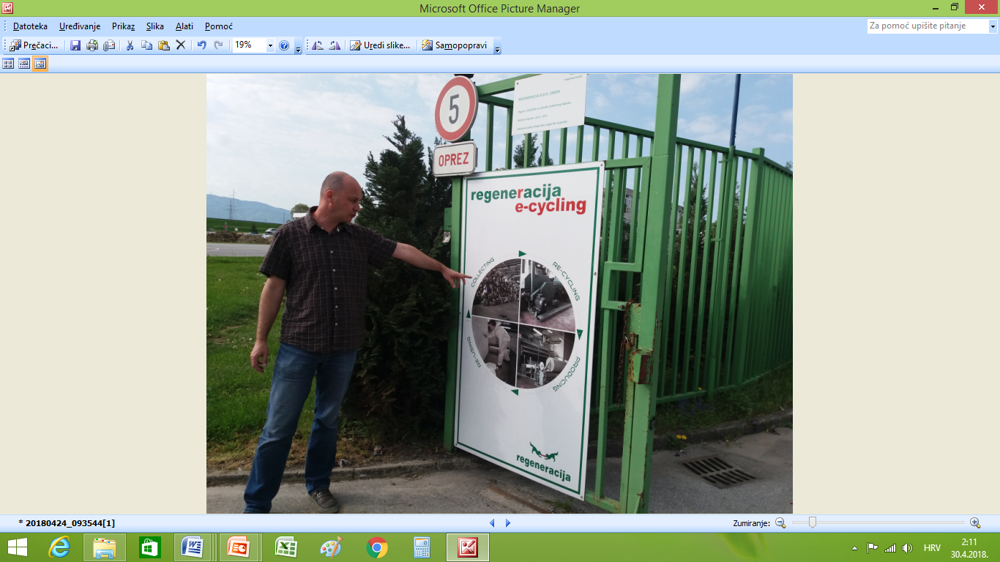 Microsoft Office Picture Manager
Datoteka Uređivanje Prikaz Slika Alati Pomoć
Za pomoć upišite pitanje
Prečaci... 19% Uredi slike... Samopopravi
5
OPREZ
REGENERACIJA D.O.O. ZABOK
regeneracija
e-cycling
COLLECTING
RE-CYCLING
PRODUCING
RE-USING
regeneracija
* 20180424_093544[1]
Zumiranje:
HRV
2:11
30.4.2018.